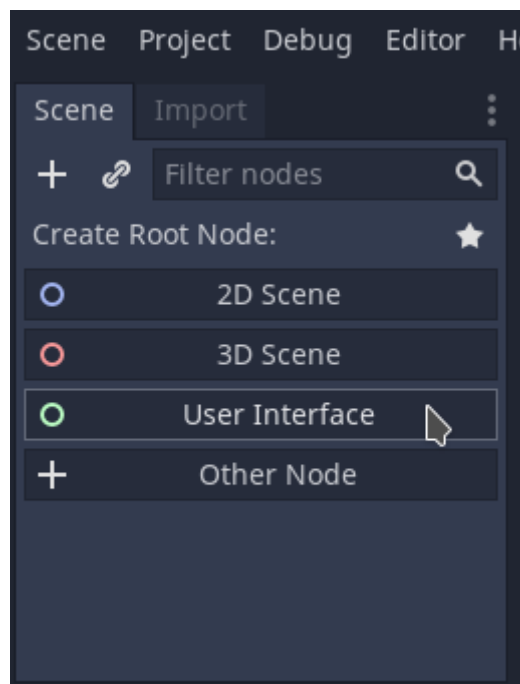 Scene Project Debug Editor
Scene Import
Filter nodes
Create Root Node:
2D Scene
3D Scene
User Interface
Other Node